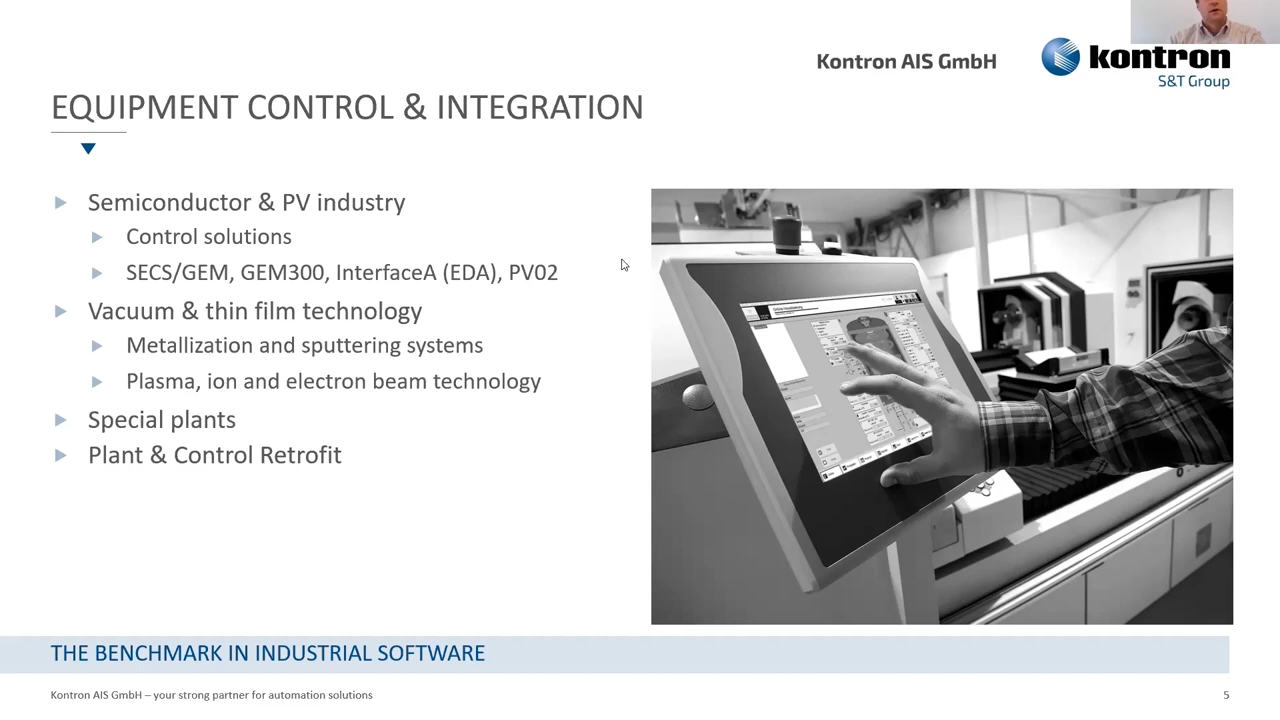 Kontron AIS GmbH
kontron
S&T Group
EQUIPMENT CONTROL & INTEGRATION
Semiconductor & PV industry
Control solutions
SECS/GEM, GEM300, InterfaceA (EDA), PV02
Vacuum & thin film technology
Metallization and sputtering systems
Plasma, ion and electron beam technology
Special plants
Plant & Control Retrofit
THE BENCHMARK IN INDUSTRIAL SOFTWARE
Kontron AIS GmbH – your strong partner for automation solutions
5